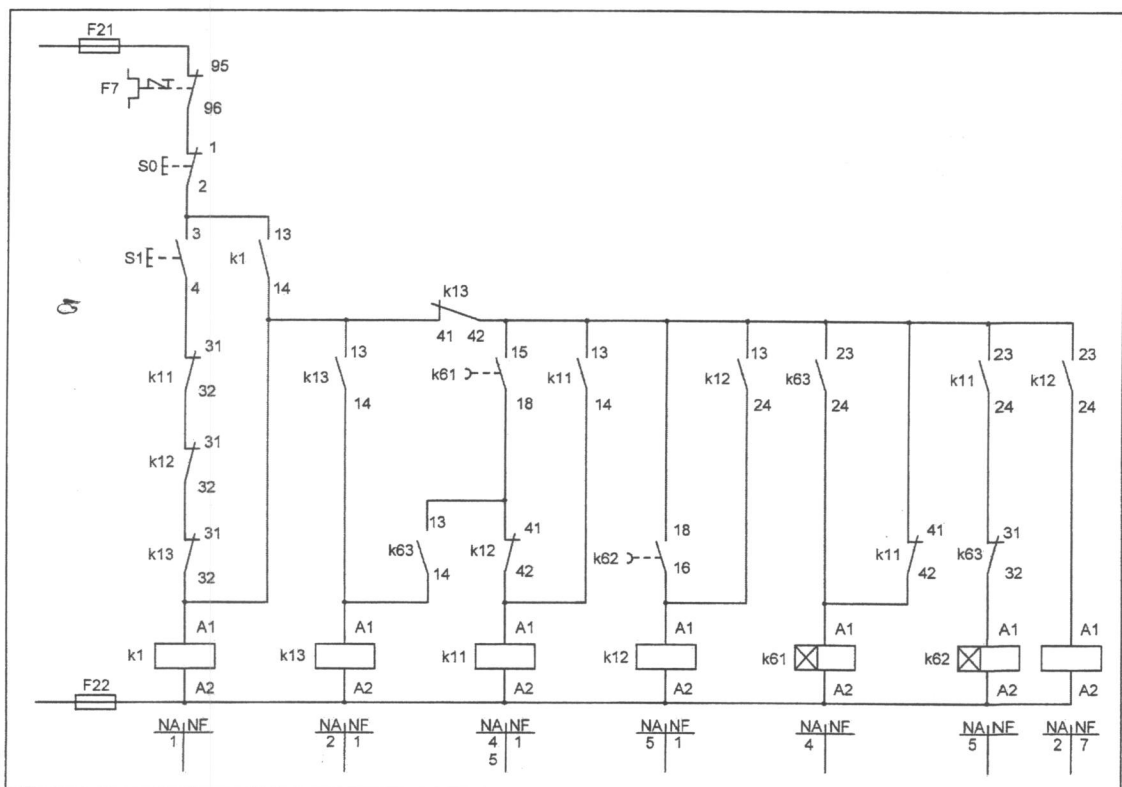 F21
95
F7
96
1
S0
2
3 13
S1 k1
4 14
k13
41 42
31 13 15 13 13 23 23 23
k11 k13 k61 k11 k12 k63 k11 k12
32 14 18 14 24 24 24 24
31
k12
32
31 13 41 18 41 31
k13 k63 k12 k62 k11 k63
32 14 42 16 42 32
A1 A1 A1 A1 A1 A1 A1
k1 k13 k11 k12 k61 k62
A2 A2 A2 A2 A2 A2 A2
F22
NA NF NA NF NA NF NA NF NA NF NA NF NA NF
1 2 1 4 1 5 1 4 5 2 7
5